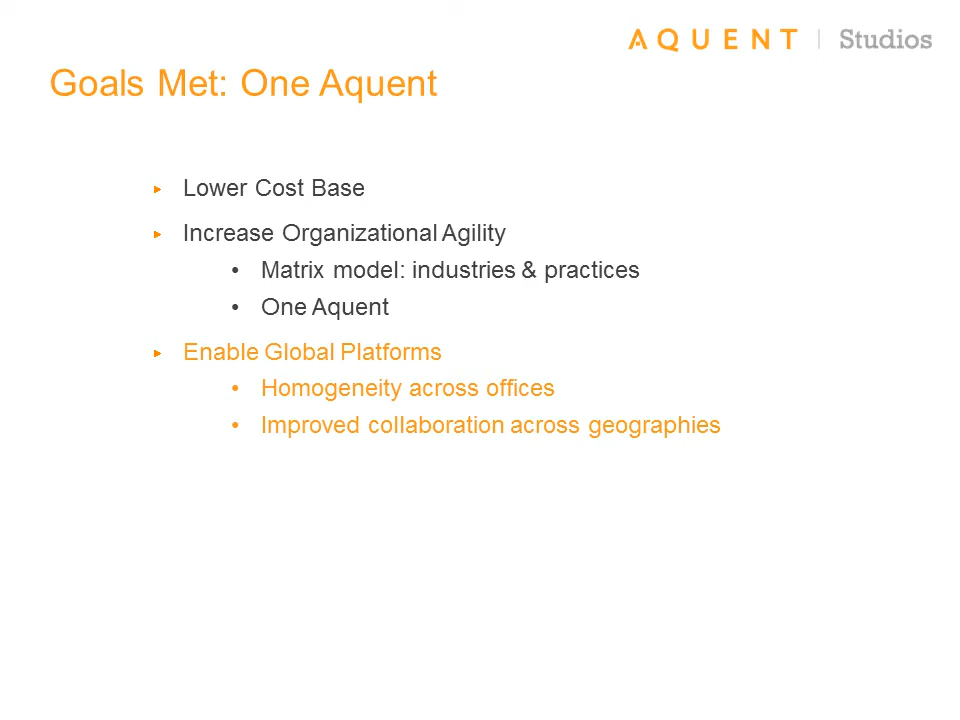 AQUENT | Studios
Goals Met: One Aquent
Lower Cost Base
Increase Organizational Agility
• Matrix model: industries & practices
• One Aquent
Enable Global Platforms
• Homogeneity across offices
• Improved collaboration across geographies